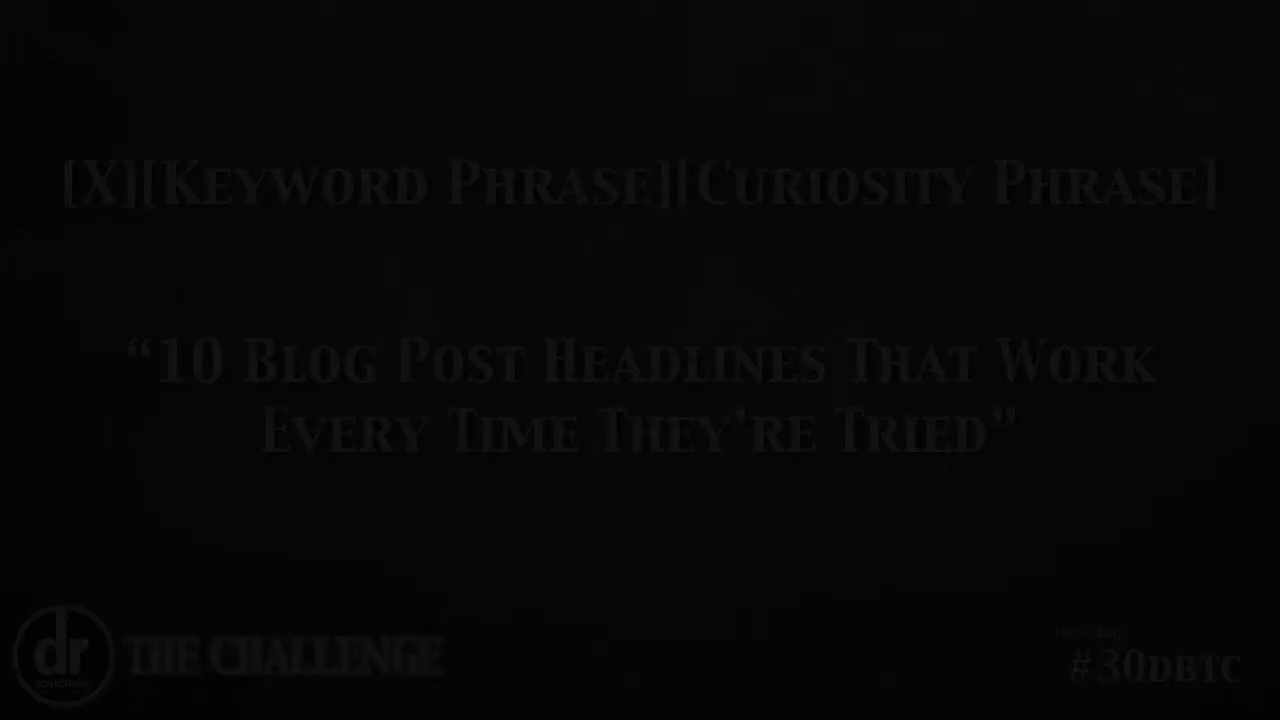 [X][Keyword Phrase][Curiosity Phrase]
“10 Blog Post Headlines That Work
Every Time They’re Tried”
dr
THE CHALLENGE
#30DBTC